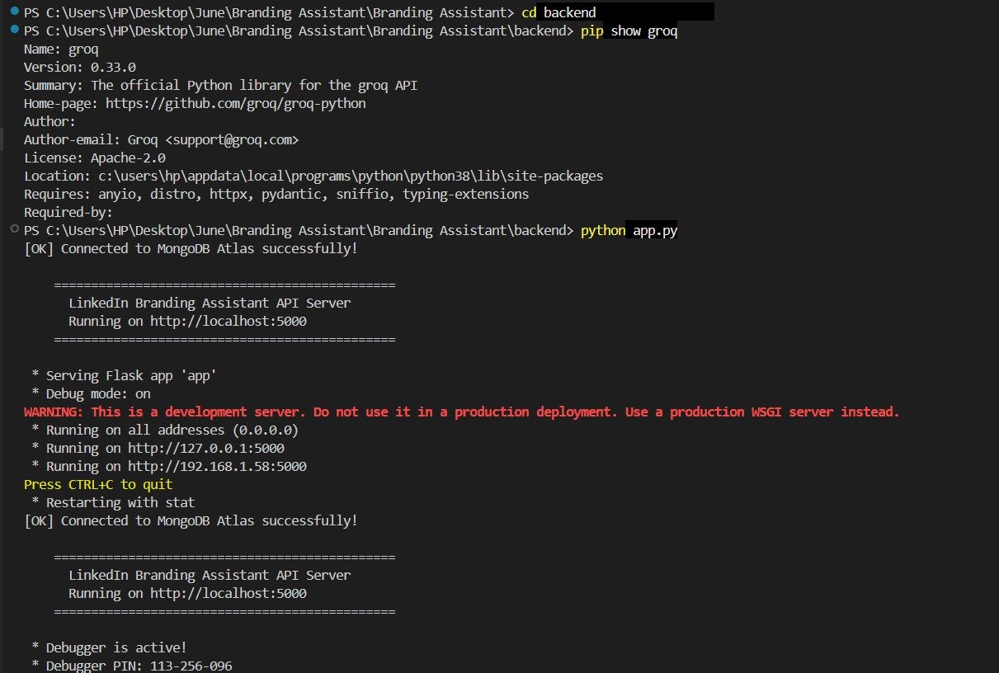 PS C:\Users\HP\Desktop\June\Branding Assistant\Branding Assistant> cd backend
PS C:\Users\HP\Desktop\June\Branding Assistant\Branding Assistant\backend> pip show groq
Name: groq
Version: 0.33.0
Summary: The official Python library for the groq API
Home-page: https://github.com/groq/groq-python
Author:
Author-email: Groq <support@groq.com>
License: Apache-2.0
Location: c:\users\hp\appdata\local\programs\python\python38\lib\site-packages
Requires: anyio, distro, httpx, pydantic, sniffio, typing-extensions
Required-by:
PS C:\Users\HP\Desktop\June\Branding Assistant\Branding Assistant\backend> python app.py
[OK] Connected to MongoDB Atlas successfully!
==============================================
LinkedIn Branding Assistant API Server
Running on http://localhost:5000
==============================================
* Serving Flask app 'app'
* Debug mode: on
WARNING: This is a development server. Do not use it in a production deployment. Use a production WSGI server instead.
* Running on all addresses (0.0.0.0)
* Running on http://127.0.0.1:5000
* Running on http://192.168.1.58:5000
Press CTRL+C to quit
* Restarting with stat
[OK] Connected to MongoDB Atlas successfully!
==============================================
LinkedIn Branding Assistant API Server
Running on http://localhost:5000
==============================================
* Debugger is active!
* Debugger PIN: 113-256-096